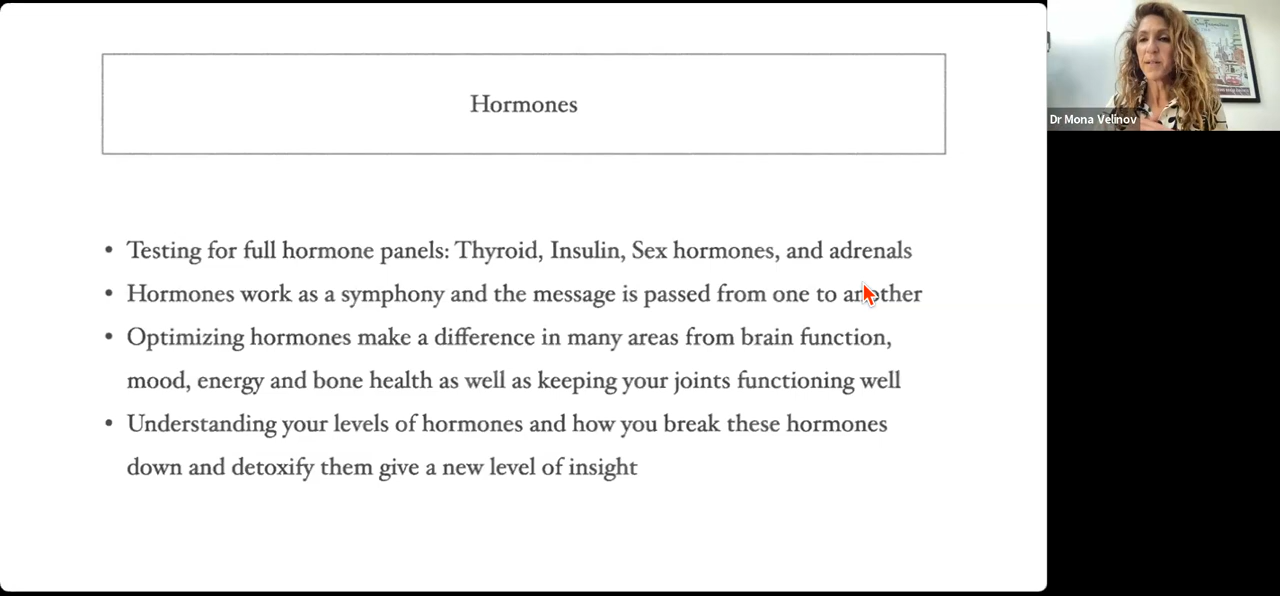 Hormones
• Testing for full hormone panels: Thyroid, Insulin, Sex hormones, and adrenals
• Hormones work as a symphony and the message is passed from one to another
• Optimizing hormones make a difference in many areas from brain function,
mood, energy and bone health as well as keeping your joints functioning well
• Understanding your levels of hormones and how you break these hormones
down and detoxify them give a new level of insight
Dr Mona Velinov